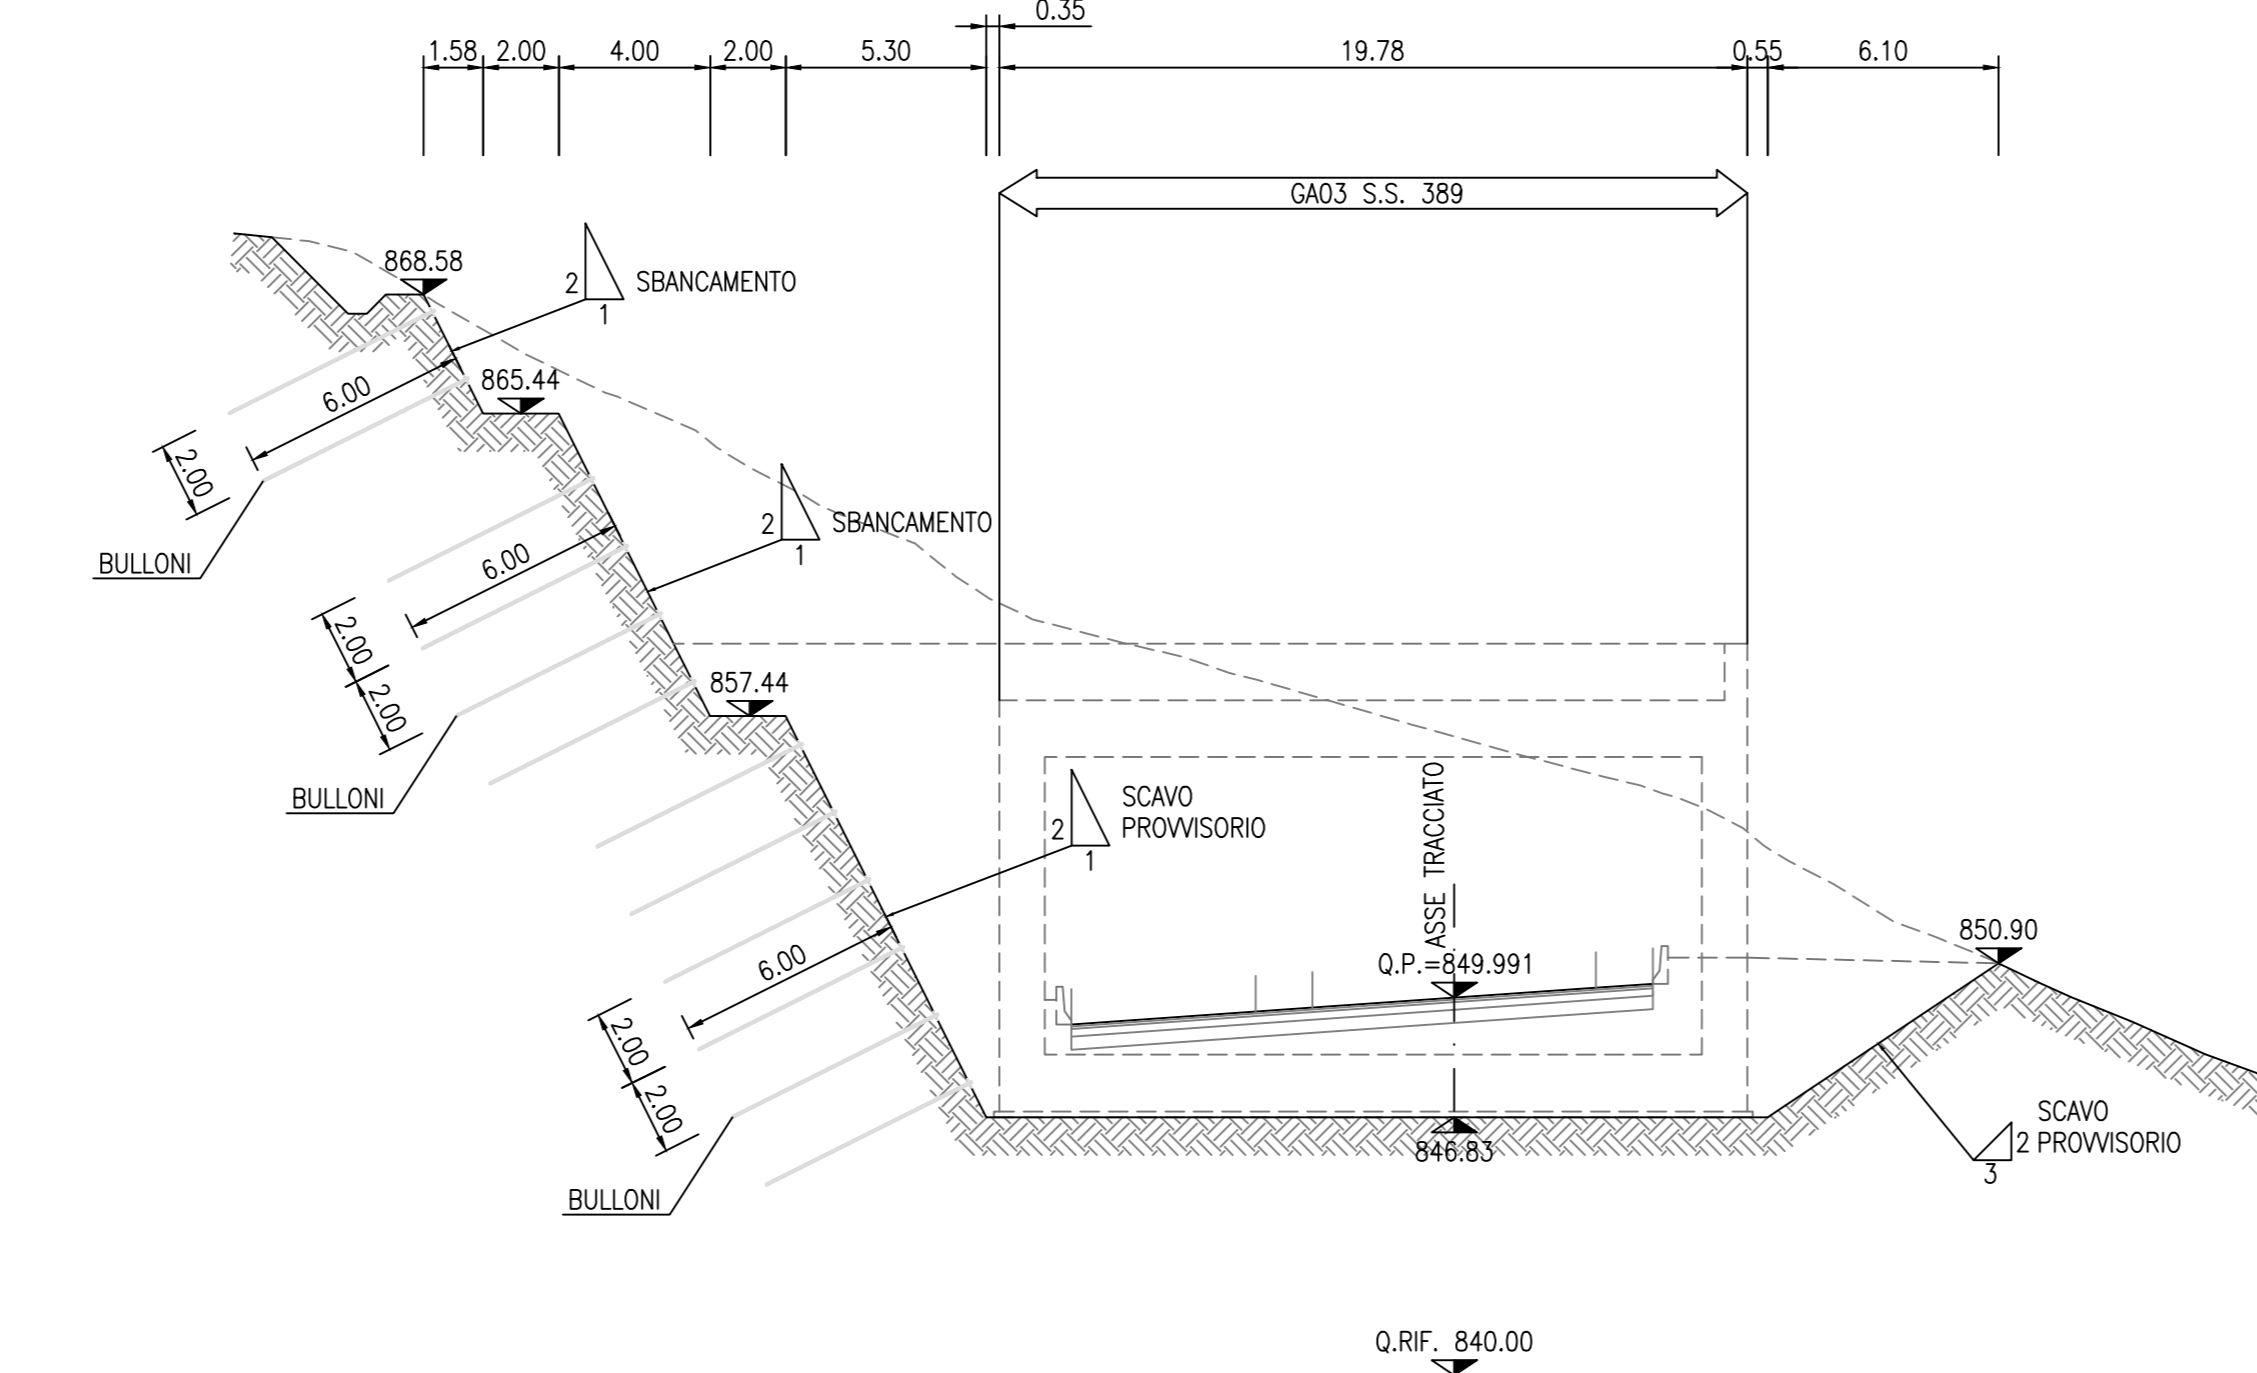 0.35
1.58 2.00 4.00 2.00 5.30 19.78 0.55 6.10
GA03 S.S. 389
868.58
2
1
SBANCAMENTO
6.00
865.44
2.00
BULLONI
2
1
SBANCAMENTO
6.00
2.00
2.00
857.44
BULLONI
2
1
SCAVO
PROVVISORIO
ASSE TRACCIATO
Q.P.=849.991
850.90
6.00
2.00
2.00
BULLONI
846.83
SCAVO
2 PROVVISORIO
3
Q.RIF. 840.00